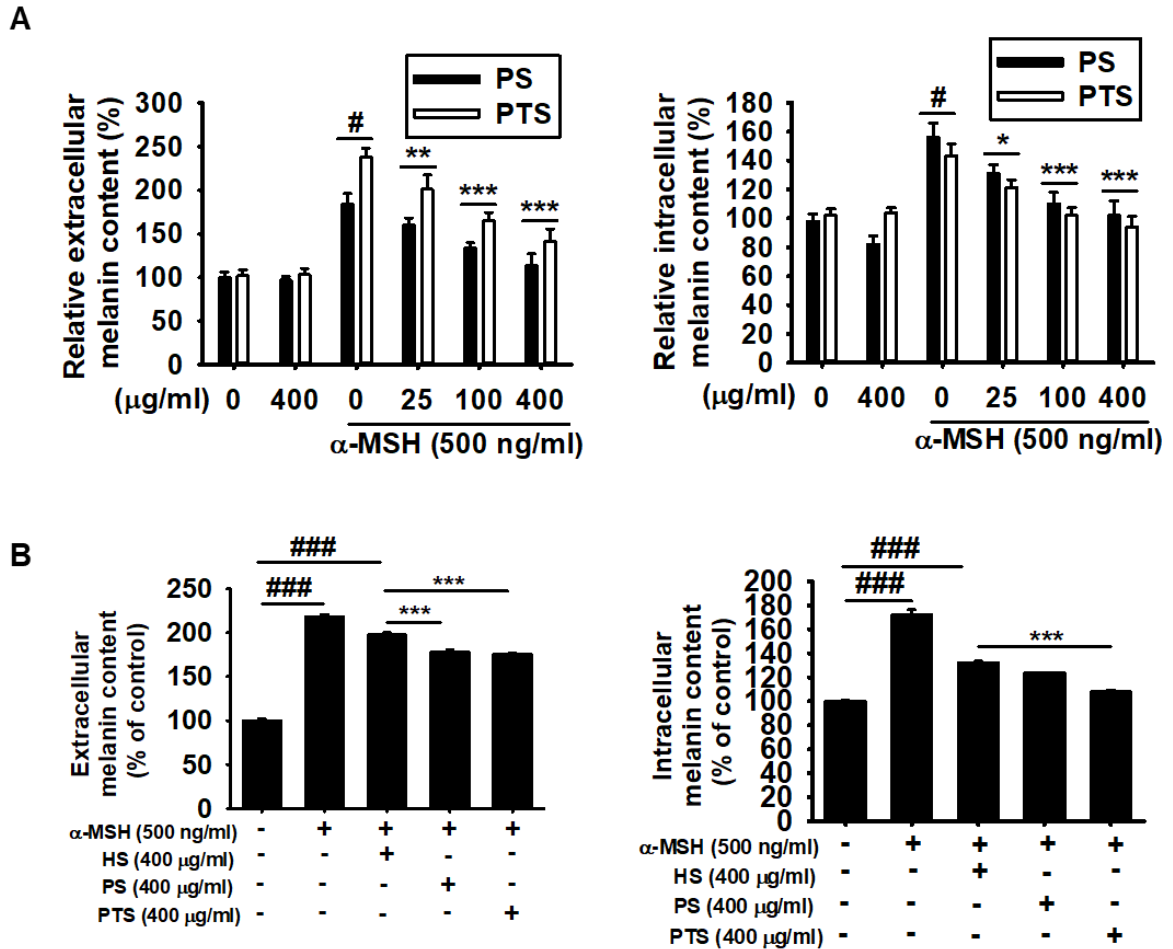 A
PS
PTS
Relative extracellular
melanin content (%)
300
250
200
150
100
50
0
#
**
***
***
(μg/ml) 0 400 0 25 100 400
α-MSH (500 ng/ml)
PS
PTS
Relative intracellular
melanin content (%)
180
160
140
120
100
80
60
40
20
0
#
*
***
***
(μg/ml) 0 400 0 25 100 400
α-MSH (500 ng/ml)
B
Extracellular
melanin content
(% of control)
250
200
150
100
50
0
###
###
***
***
α-MSH (500 ng/ml) - + + + +
HS (400 μg/ml) - - + - -
PS (400 μg/ml) - - - + -
PTS (400 μg/ml) - - - - +
Intracellular
melanin content
(% of control)
200
180
160
140
120
100
80
60
40
20
0
###
###
***
α-MSH (500 ng/ml) - + + + +
HS (400 μg/ml) - - + - -
PS (400 μg/ml) - - - + -
PTS (400 μg/ml) - - - - +